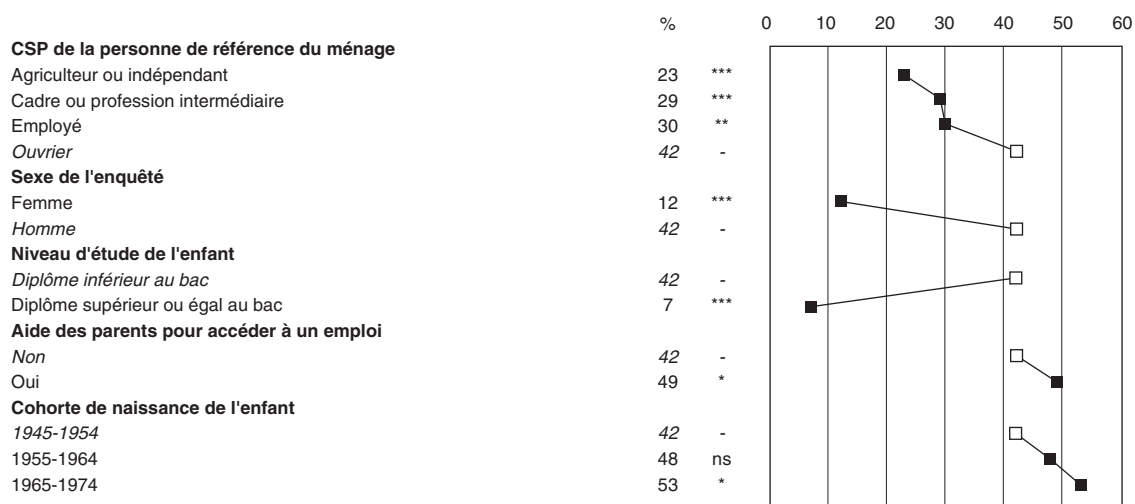 % 0 10 20 30 40 50 60
CSP de la personne de référence du ménage
Agriculteur ou indépendant 23 ***
Cadre ou profession intermédiaire 29 ***
Employé 30 **
Ouvrier 42 -
Sexe de l'enquêté
Femme 12 ***
Homme 42 -
Niveau d'étude de l'enfant
Diplôme inférieur au bac 42 -
Diplôme supérieur ou égal au bac 7 ***
Aide des parents pour accéder à un emploi
Non 42 -
Oui 49 *
Cohorte de naissance de l'enfant
1945-1954 42 -
1955-1964 48 ns
1965-1974 53 *